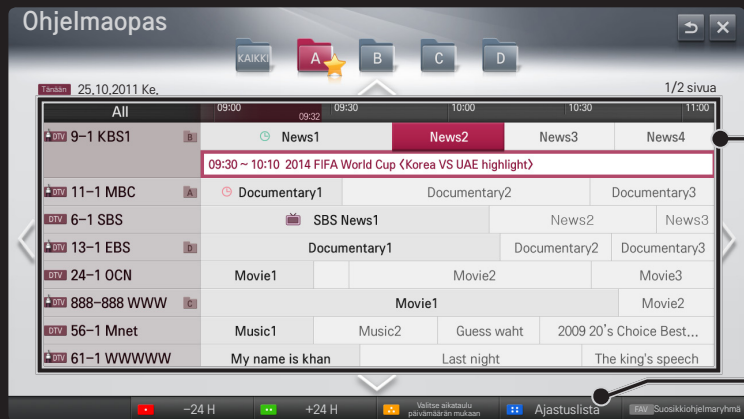 Ohjelmaopas
KAIKKI A B C D
Tänään 25.10.2011 Ke. 1/2 sivua
All 09:00 09:32 09:30 10:00 10:30 11:00
DTV 9-1 KBS1 B News1 News2 News3 News4
09:30 ~ 10:10 2014 FIFA World Cup 〈Korea VS UAE highlight〉
DTV 11-1 MBC A Documentary1 Documentary2 Documentary3
DTV 6-1 SBS SBS News1 News2 News3
DTV 13-1 EBS D Documentary1 Documentary2 Documentary3
DTV 24-1 OCN Movie1 Movie2 Movie3
DTV 888-888 WWW C Movie1 Movie2
DTV 56-1 Mnet Music1 Music2 Guess waht 2009 20's Choice Best...
DTV 61-1 WWWWW My name is khan Last night The king's speech
-24 H +24 H Valitse aikataulu päivämäärän mukaan Ajastuslista FAV Suosikkiohjelmaryhmä